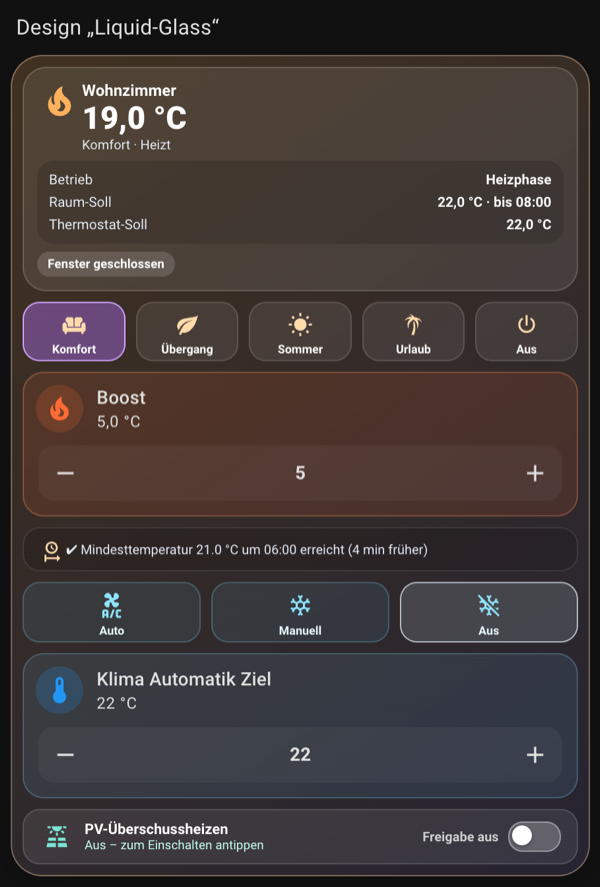 Design „Liquid-Glass“
Wohnzimmer
19,0 °C
Komfort · Heizt
Betrieb Heizphase
Raum-Soll 22,0 °C · bis 08:00
Thermostat-Soll 22,0 °C
Fenster geschlossen
Komfort Übergang Sommer Urlaub Aus
Boost
5,0 °C
− 5 +
✔ Mindesttemperatur 21.0 °C um 06:00 erreicht (4 min früher)
A/C
Auto Manuell Aus
Klima Automatik Ziel
22 °C
− 22 +
PV-Überschussheizen
Aus – zum Einschalten antippen
Freigabe aus